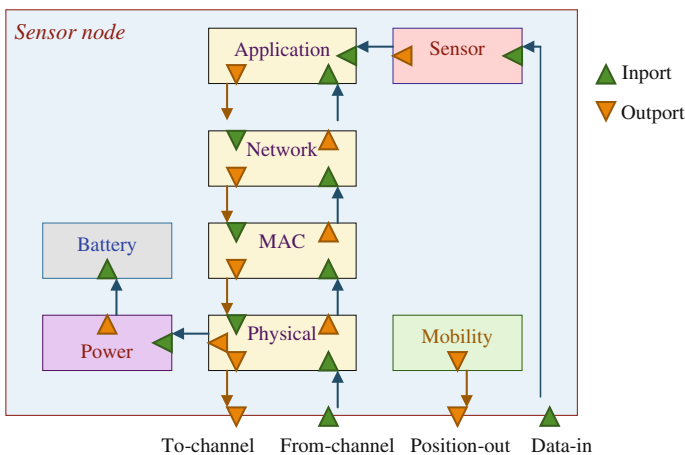 Sensor node
Application
Sensor
Inport
Outport
Network
MAC
Battery
Physical
Power
Mobility
To-channel
From-channel
Position-out
Data-in